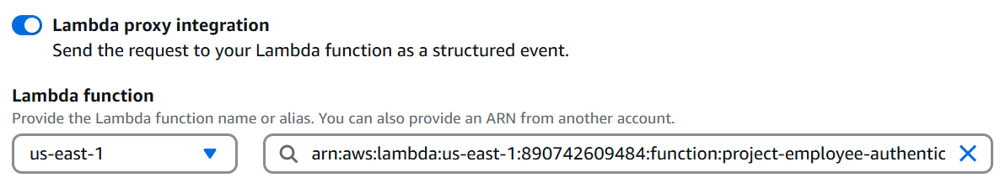 Lambda proxy integration
Send the request to your Lambda function as a structured event.
Lambda function
Provide the Lambda function name or alias. You can also provide an ARN from another account.
us-east-1 arn:aws:lambda:us-east-1:890742609484:function:project-employee-authentic